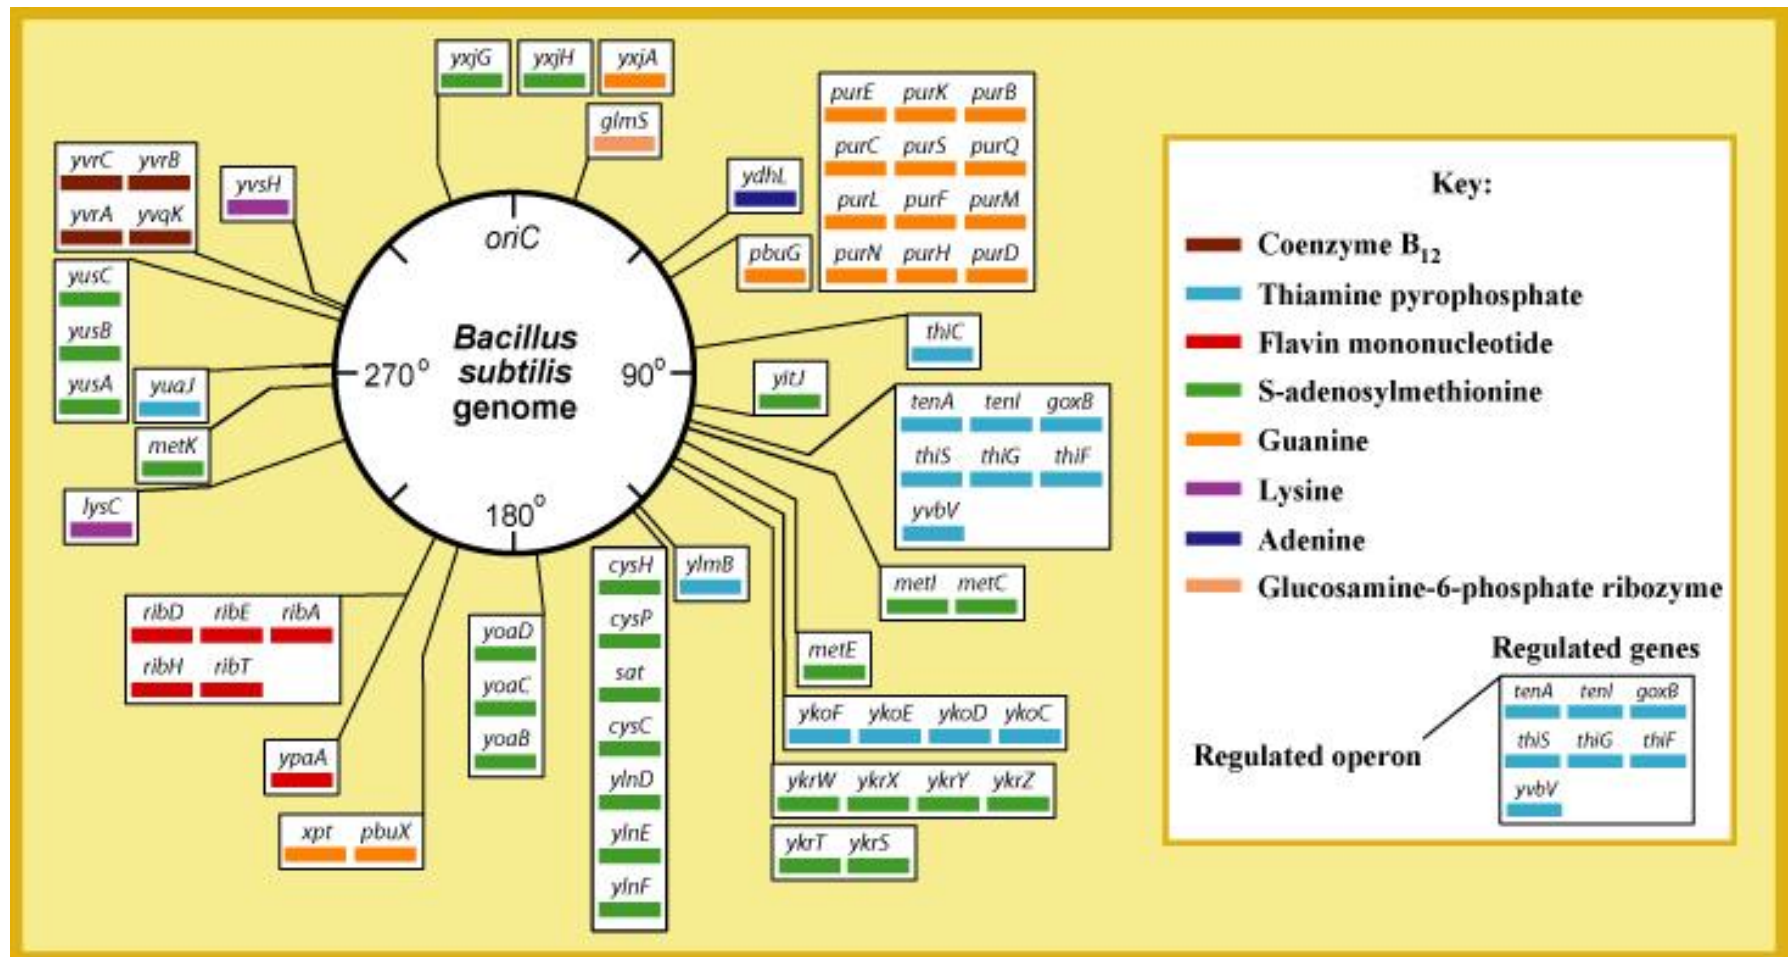 yxjG yxjH yxjA
glmS
purE purK purB
purC purS purQ
purL purF purM
purN purH purD
ydhL
pbuG
yvrC yvrB
yvrA yvqK
yvsH
yusC
yusB
yusA
yuaJ
metK
lysC
oriC
Bacillus
subtilis
genome
270°
90°
180°
thiC
yitJ
tenA tenI goxB
thiS thiG thiF
yvbV
metI metC
ylmB
cysH
cysP
sat
cysC
ylnD
ylnE
ylnF
metE
ykoF ykoE ykoD ykoC
ykrW ykrX ykrY ykrZ
ykrT ykrS
yoaD
yoaC
yoaB
ribD ribE ribA
ribH ribT
ypaA
xpt pbuX
Key:
Coenzyme B12
Thiamine pyrophosphate
Flavin mononucleotide
S-adenosylmethionine
Guanine
Lysine
Adenine
Glucosamine-6-phosphate ribozyme
Regulated genes
tenA tenI goxB
thiS thiG thiF
yvbV
Regulated operon